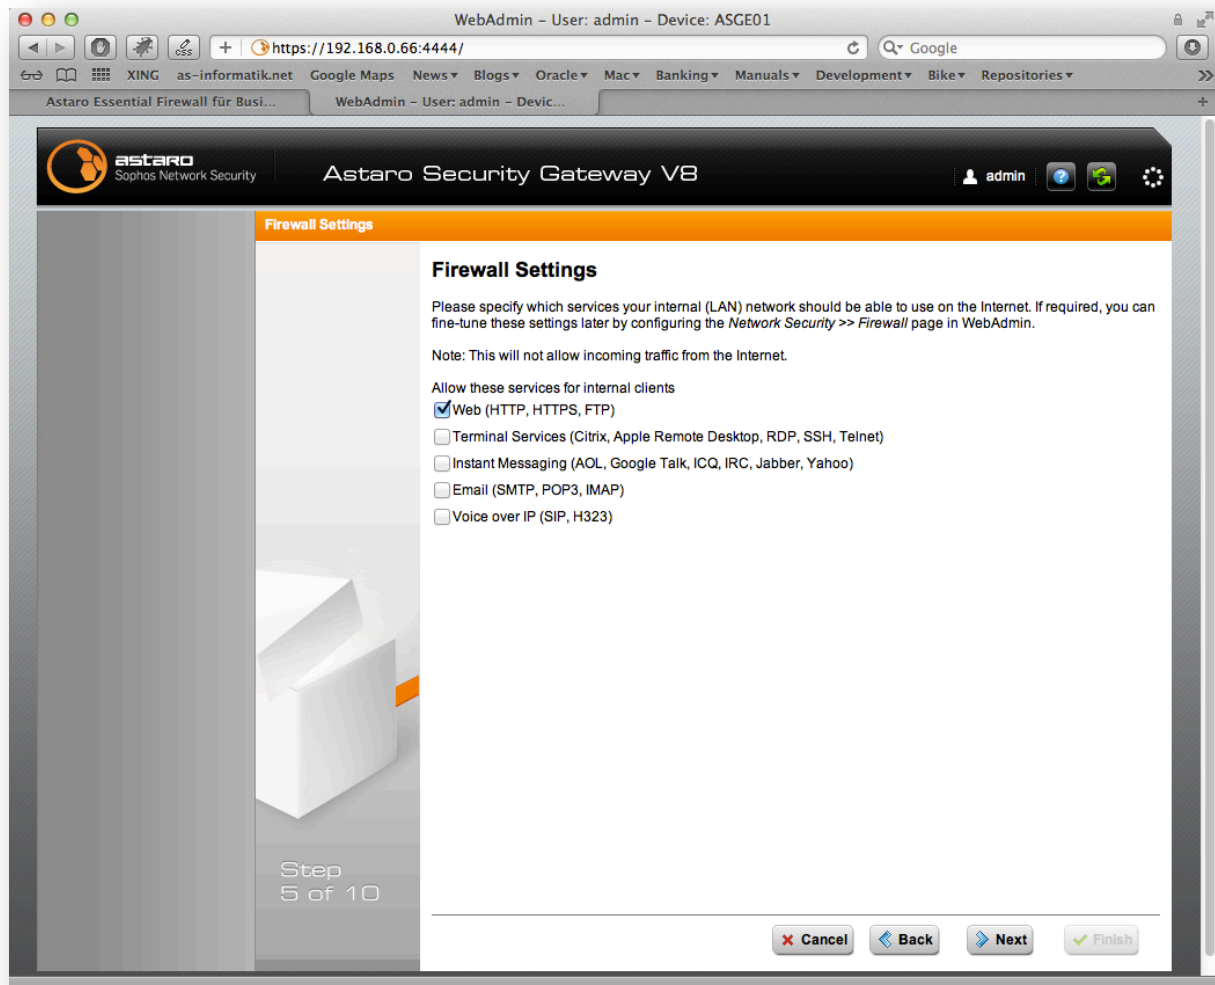 WebAdmin – User: admin – Device: ASGE01
css
+
https://192.168.0.66:4444/
Google
XING as-informatik.net Google Maps News Blogs Oracle Mac Banking Manuals Development Bike Repositories
Astaro Essential Firewall für Busi...
WebAdmin – User: admin – Devic...
astaro
Sophos Network Security
Astaro Security Gateway V8
admin
Firewall Settings
Firewall Settings
Please specify which services your internal (LAN) network should be able to use on the Internet. If required, you can
fine-tune these settings later by configuring the Network Security >> Firewall page in WebAdmin.
Note: This will not allow incoming traffic from the Internet.
Allow these services for internal clients
Web (HTTP, HTTPS, FTP)
Terminal Services (Citrix, Apple Remote Desktop, RDP, SSH, Telnet)
Instant Messaging (AOL, Google Talk, ICQ, IRC, Jabber, Yahoo)
Email (SMTP, POP3, IMAP)
Voice over IP (SIP, H323)
Step
5 of 10
Cancel
Back
Next
Finish